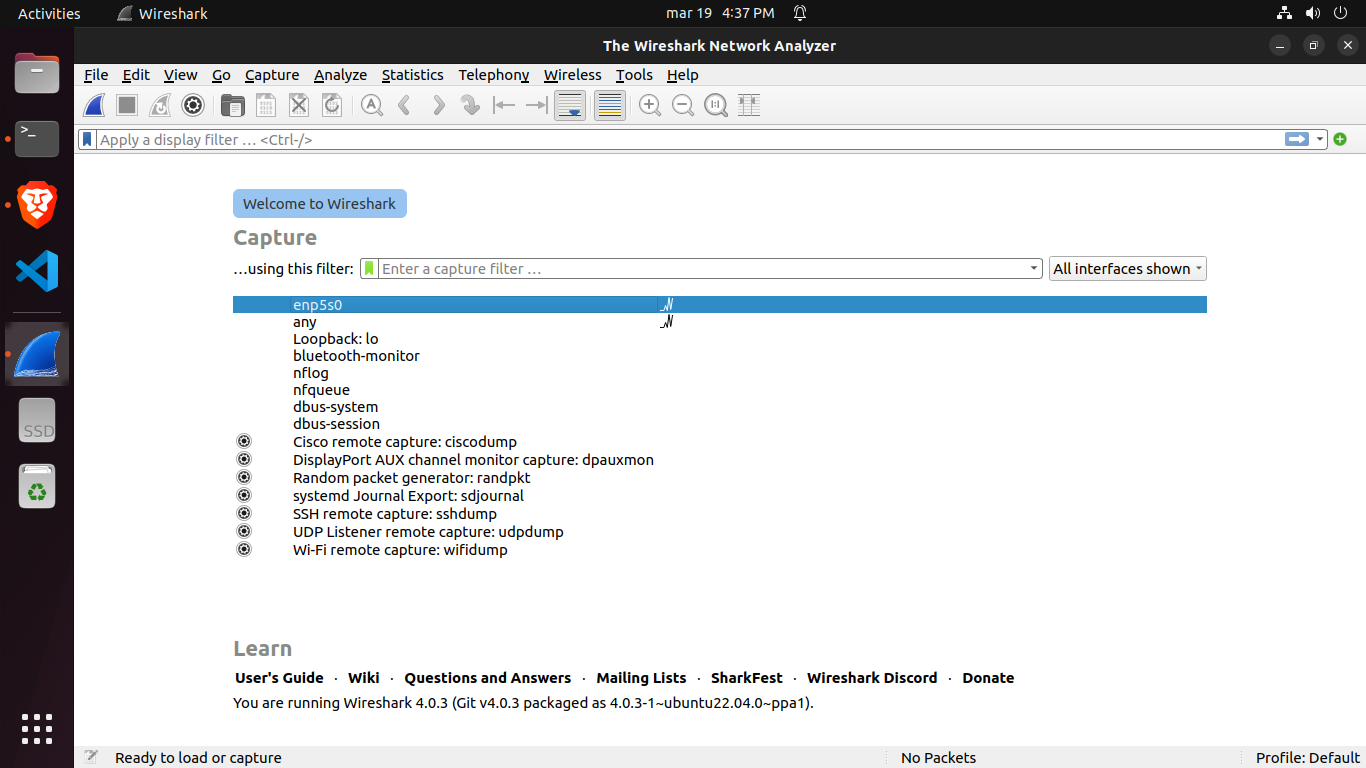 Activities Wireshark mar 19 4:37 PM
The Wireshark Network Analyzer
File Edit View Go Capture Analyze Statistics Telephony Wireless Tools Help
Apply a display filter … <Ctrl-/>
Welcome to Wireshark
Capture
…using this filter: Enter a capture filter … All interfaces shown
enp5s0
any
Loopback: lo
bluetooth-monitor
nflog
nfqueue
dbus-system
dbus-session
Cisco remote capture: ciscodump
DisplayPort AUX channel monitor capture: dpauxmon
Random packet generator: randpkt
systemd Journal Export: sdjournal
SSH remote capture: sshdump
UDP Listener remote capture: udpdump
Wi-Fi remote capture: wifidump
SSD
Learn
User's Guide · Wiki · Questions and Answers · Mailing Lists · SharkFest · Wireshark Discord · Donate
You are running Wireshark 4.0.3 (Git v4.0.3 packaged as 4.0.3-1~ubuntu22.04.0~ppa1).
Ready to load or capture No Packets Profile: Default